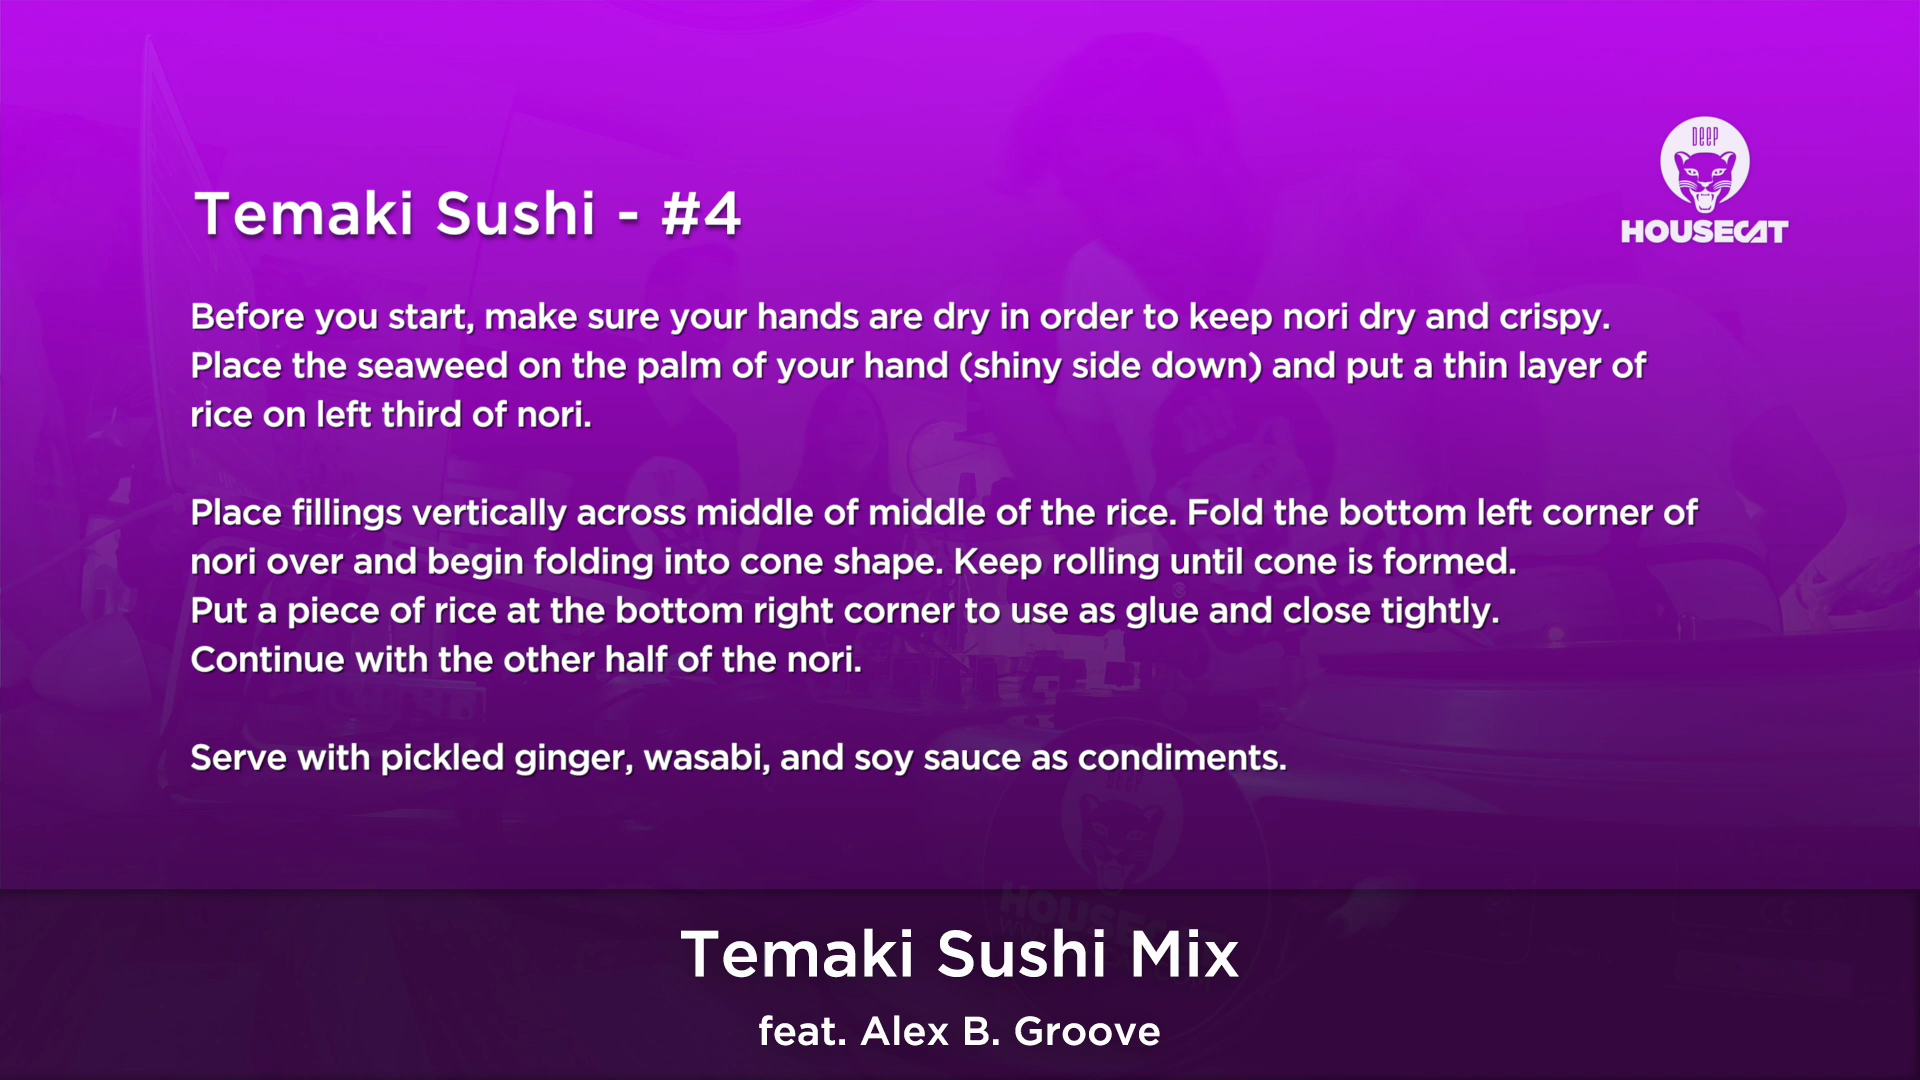 DEEP
HOUSECAT
Temaki Sushi - #4
Before you start, make sure your hands are dry in order to keep nori dry and crispy.
Place the seaweed on the palm of your hand (shiny side down) and put a thin layer of
rice on left third of nori.
Place fillings vertically across middle of middle of the rice. Fold the bottom left corner of
nori over and begin folding into cone shape. Keep rolling until cone is formed.
Put a piece of rice at the bottom right corner to use as glue and close tightly.
Continue with the other half of the nori.
Serve with pickled ginger, wasabi, and soy sauce as condiments.
DEEP
HOUSECAT
Temaki Sushi Mix
feat. Alex B. Groove